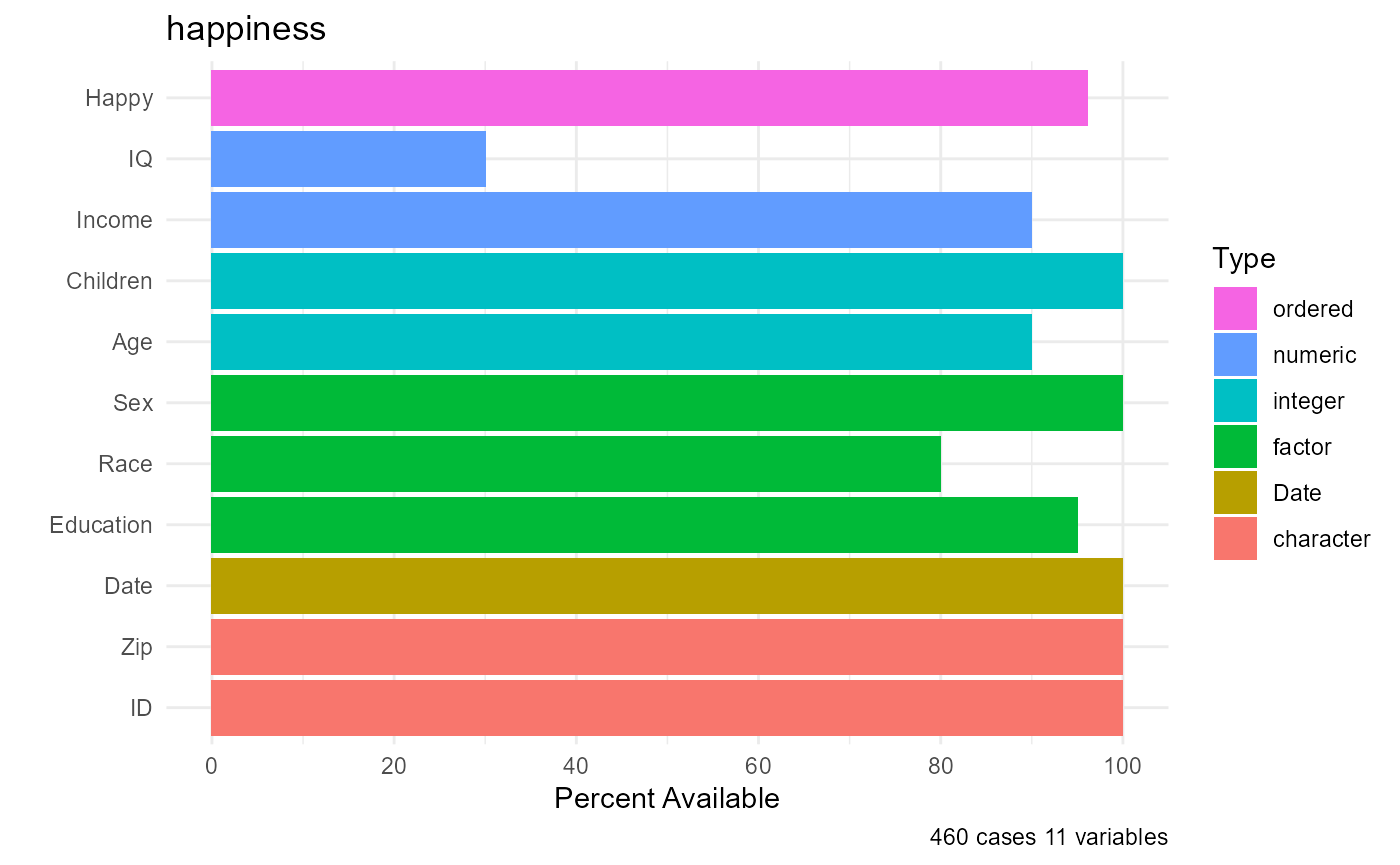 happiness
Happy
IQ
Income
Children
Age
Sex
Race
Education
Date
Zip
ID
0 20 40 60 80 100
Percent Available
460 cases 11 variables
Type
ordered
numeric
integer
factor
Date
character